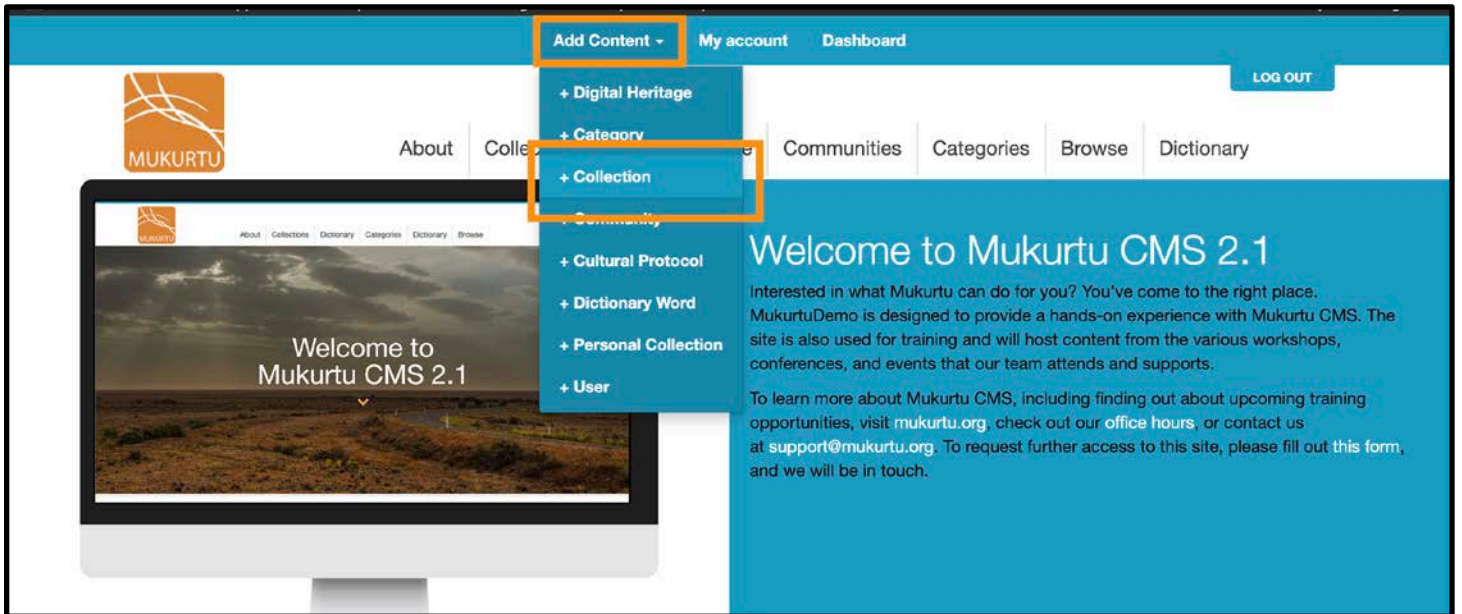 Add Content My account Dashboard
LOG OUT
+ Digital Heritage
+ Category
+ Collection
+ Community
+ Cultural Protocol
+ Dictionary Word
+ Personal Collection
+ User
MUKURTU
About Communities Categories Browse Dictionary
MUKURTU
About Collections Dictionary Categories Dictionary Browse
Welcome to
Mukurtu CMS 2.1
Welcome to Mukurtu CMS 2.1
Interested in what Mukurtu can do for you? You've come to the right place.
MukurtuDemo is designed to provide a hands-on experience with Mukurtu CMS. The
site is also used for training and will host content from the various workshops,
conferences, and events that our team attends and supports.
To learn more about Mukurtu CMS, including finding out about upcoming training
opportunities, visit mukurtu.org, check out our office hours, or contact us
at support@mukurtu.org. To request further access to this site, please fill out this form,
and we will be in touch.